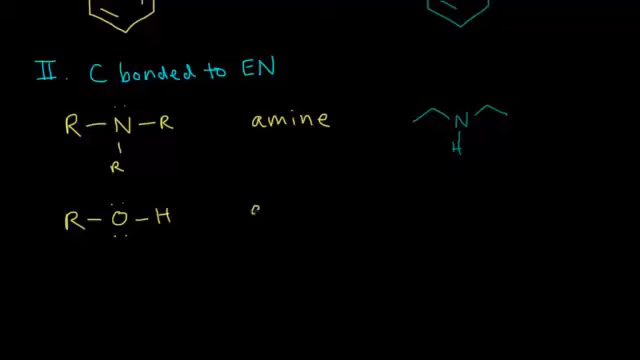 II. C bonded to EN
R - N - R amine N
R H
R - O - H